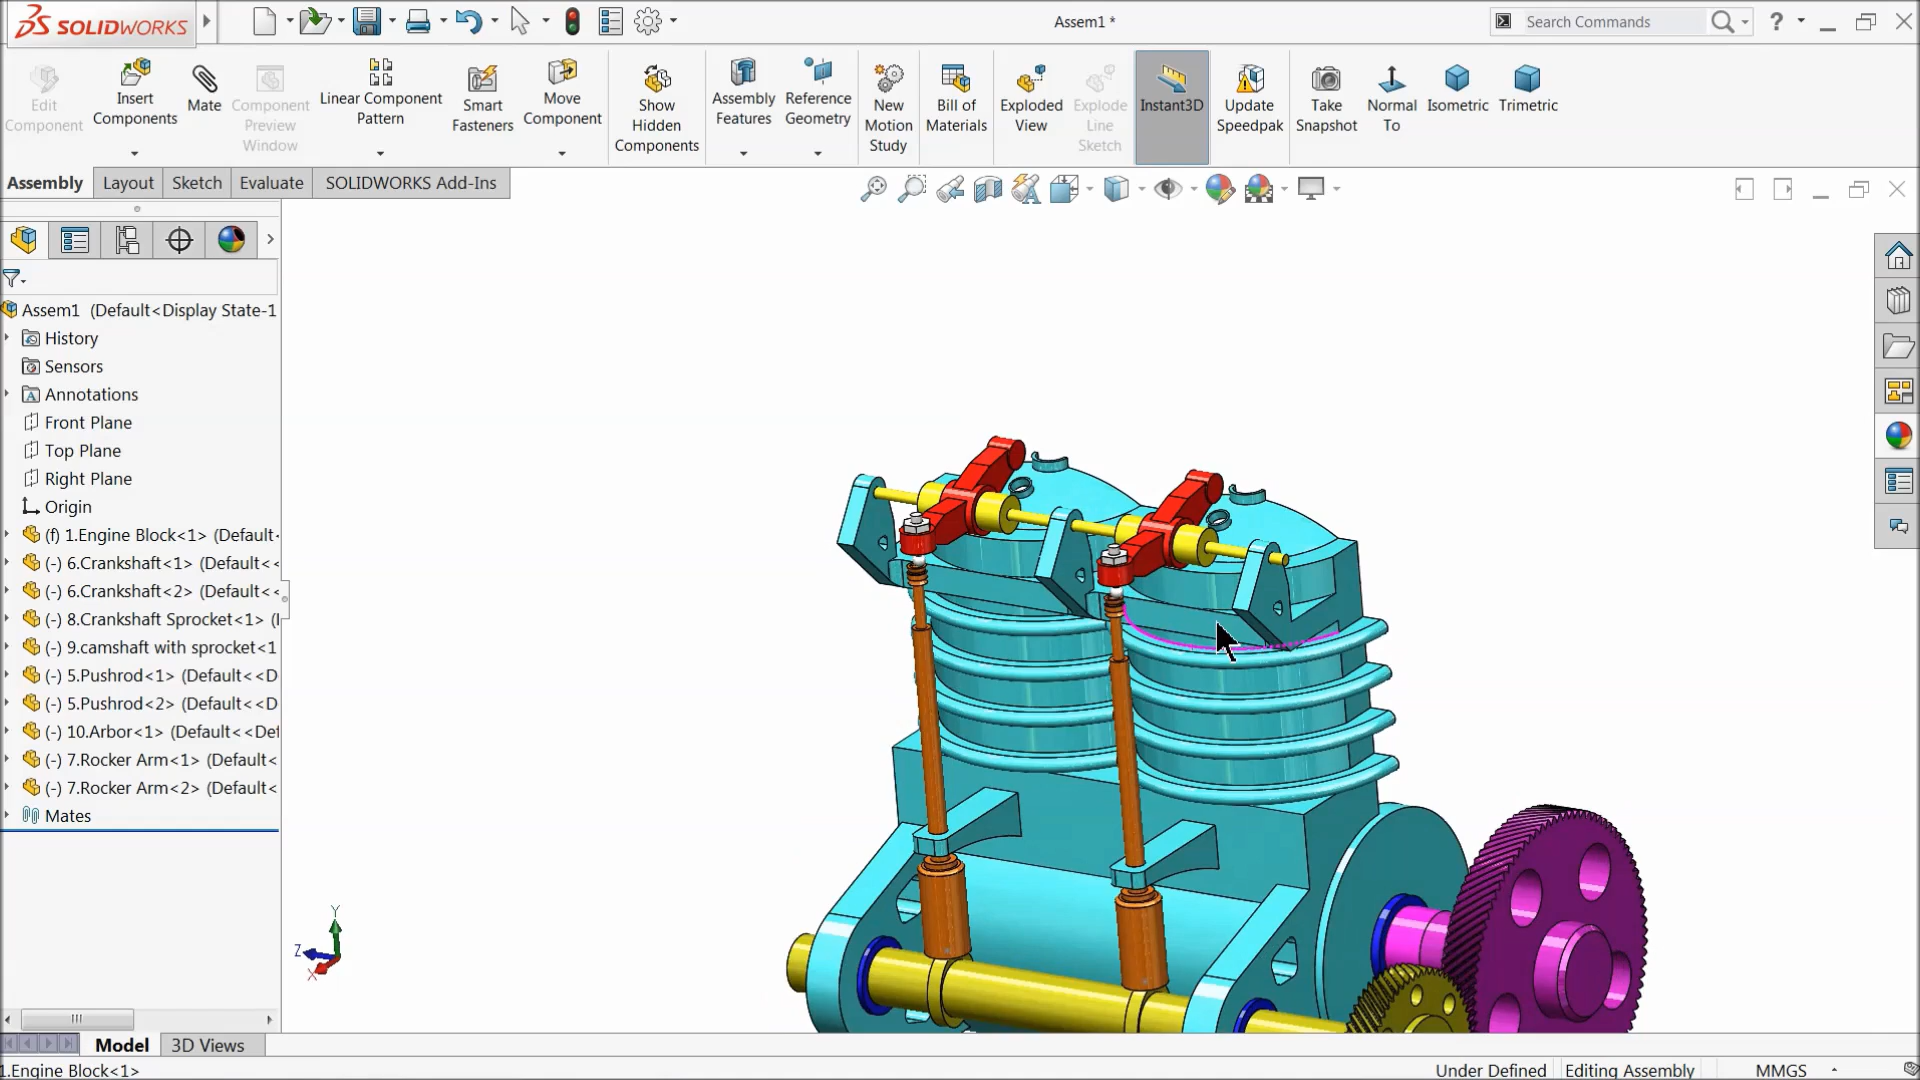 SOLIDWORKS
Assem1 *
Search Commands
?
Edit Component
Insert Components
Mate
Component Preview Window
Linear Component Pattern
Smart Fasteners
Move Component
Show Hidden Components
Assembly Features
Reference Geometry
New Motion Study
Bill of Materials
Exploded View
Explode Line Sketch
Instant3D
Update Speedpak
Take Snapshot
Normal To
Isometric
Trimetric
Assembly
Layout
Sketch
Evaluate
SOLIDWORKS Add-Ins
Assem1 (Default<Display State-1
History
Sensors
Annotations
Front Plane
Top Plane
Right Plane
Origin
(f) 1.Engine Block<1> (Default
(-) 6.Crankshaft<1> (Default<<
(-) 6.Crankshaft<2> (Default<<
(-) 8.Crankshaft Sprocket<1> (
(-) 9.camshaft with sprocket<1
(-) 5.Pushrod<1> (Default<<D
(-) 5.Pushrod<2> (Default<<D
(-) 10.Arbor<1> (Default<<Def
(-) 7.Rocker Arm<1> (Default<
(-) 7.Rocker Arm<2> (Default<
Mates
Y
Z
X
Model
3D Views
1.Engine Block<1>
Under Defined
Editing Assembly
MMGS